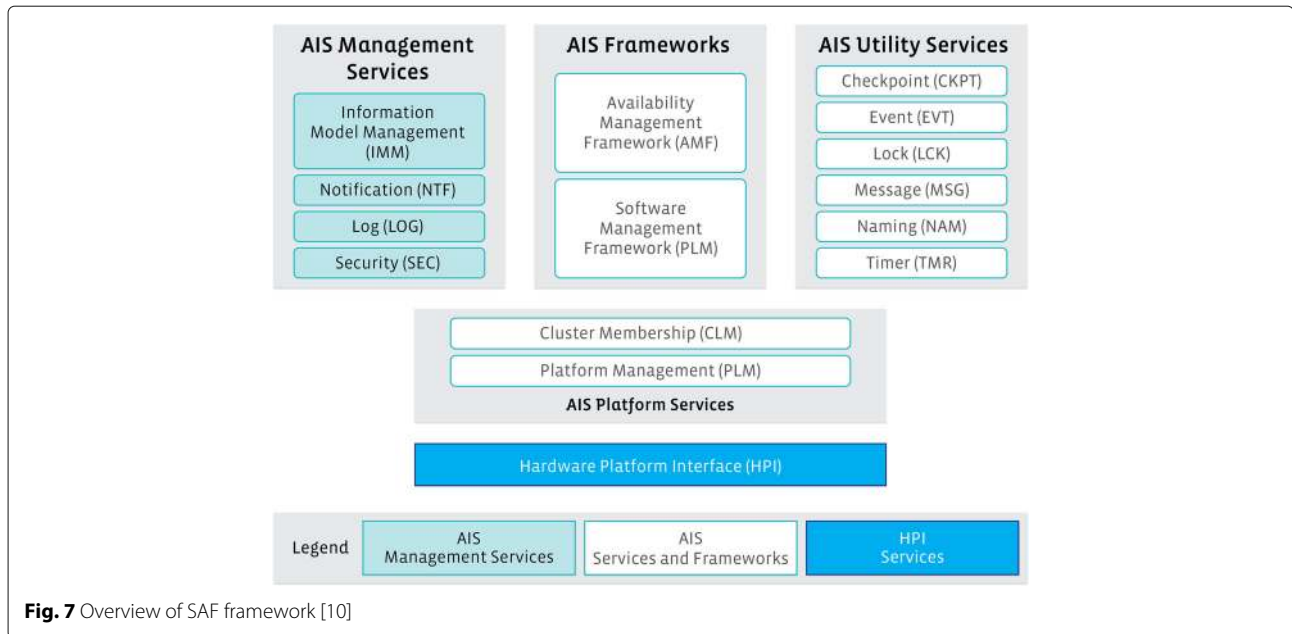 AIS Management
Services
Information
Model Management
(IMM)
Notification (NTF)
Log (LOG)
Security (SEC)
AIS Frameworks
Availability
Management
Framework (AMF)
Software
Management
Framework (PLM)
AIS Utility Services
Checkpoint (CKPT)
Event (EVT)
Lock (LCK)
Message (MSG)
Naming (NAM)
Timer (TMR)
Cluster Membership (CLM)
Platform Management (PLM)
AIS Platform Services
Hardware Platform Interface (HPI)
Legend
AIS
Management Services
AIS
Services and Frameworks
HPI
Services
Fig. 7 Overview of SAF framework [10]